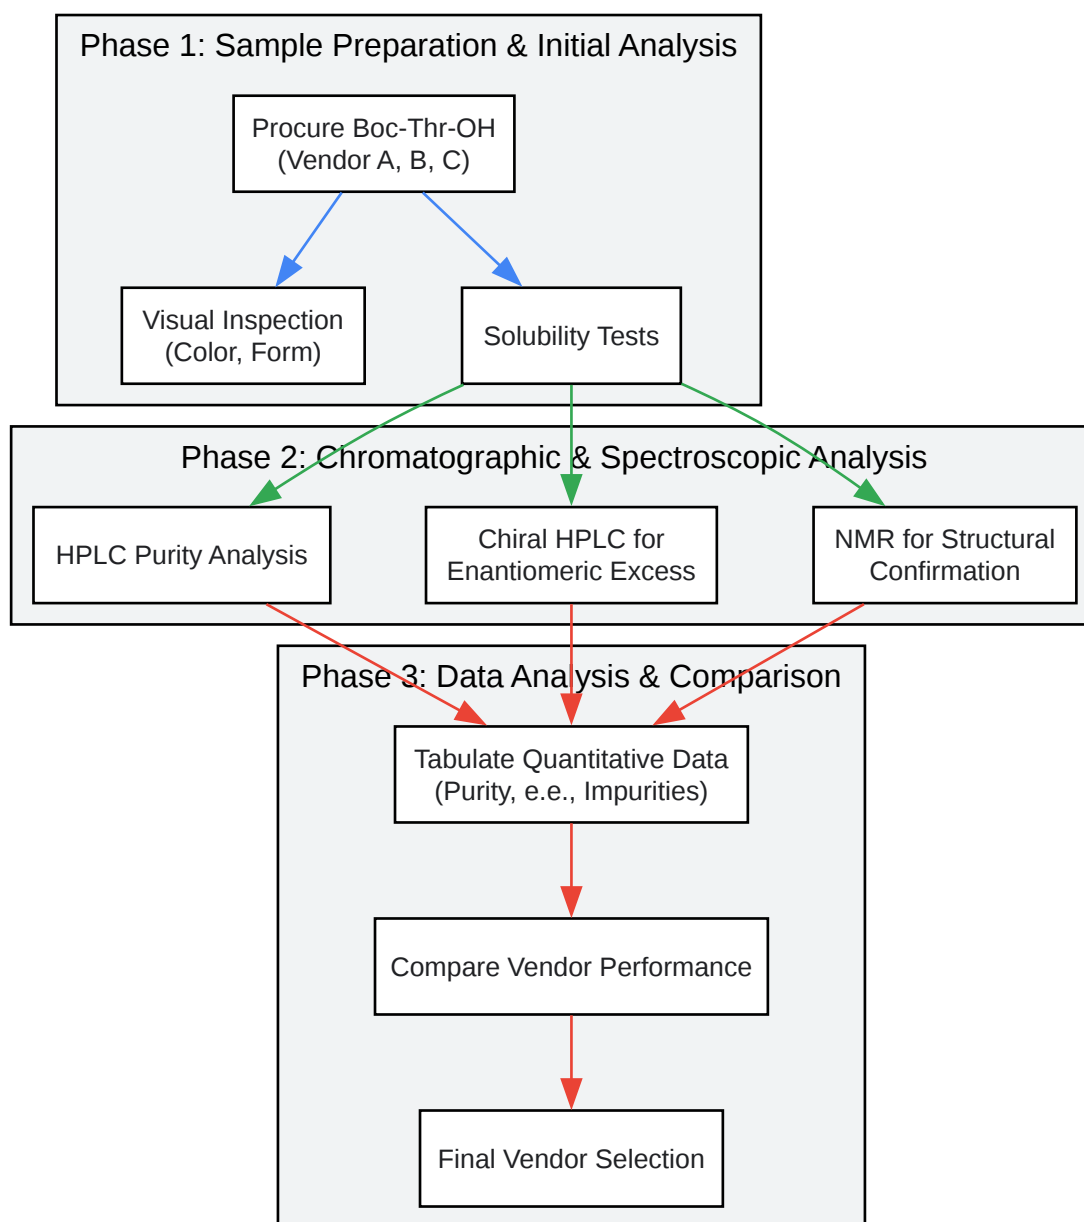 Phase 1: Sample Preparation & Initial Analysis
Procure Boc-Thr-OH
(Vendor A, B, C)
Visual Inspection
(Color, Form)
Solubility Tests
Phase 2: Chromatographic & Spectroscopic Analysis
HPLC Purity Analysis
Chiral HPLC for
Enantiomeric Excess
NMR for Structural
Confirmation
Phase 3: Data Analysis & Comparison
Tabulate Quantitative Data
(Purity, e.e., Impurities)
Compare Vendor Performance
Final Vendor Selection